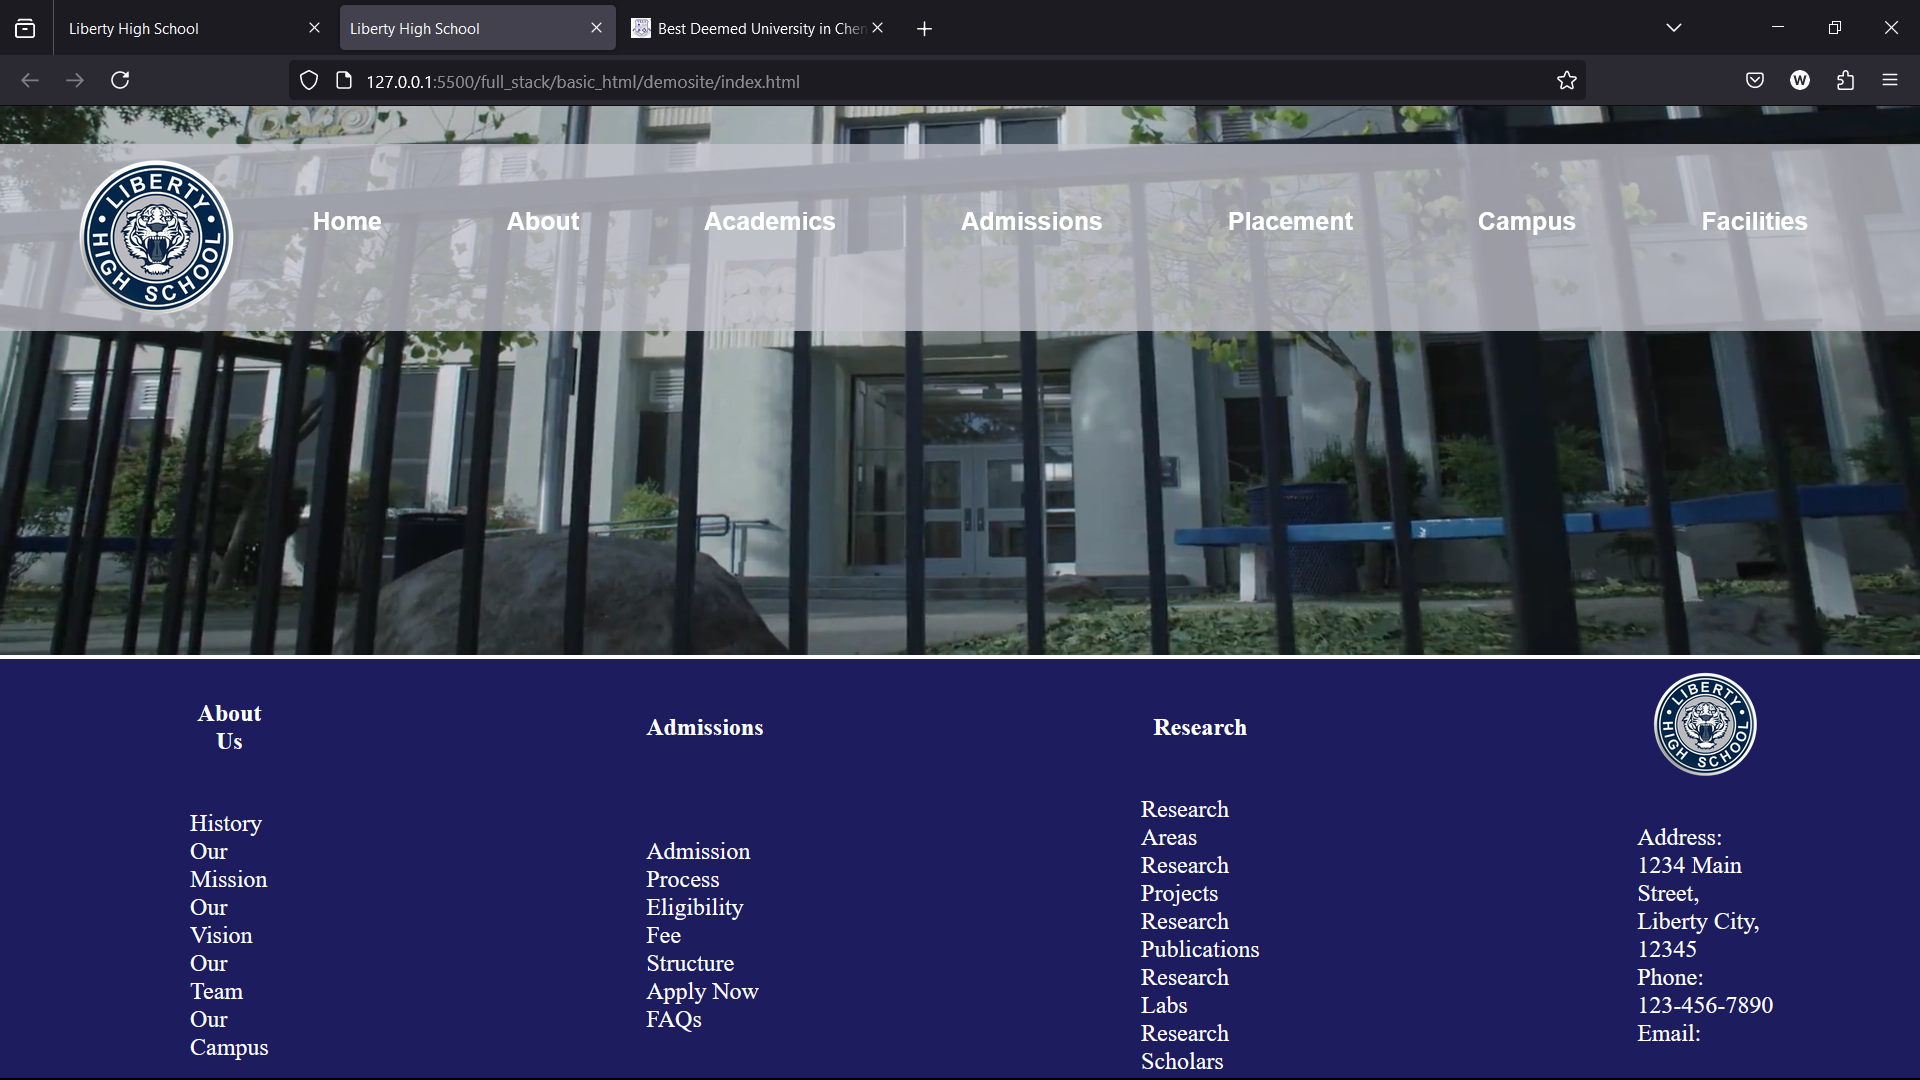 Liberty High School
Liberty High School
Best Deemed University in Chen
127.0.0.1:5500/full_stack/basic_html/demosite/index.html
W
LIBERTY
HIGH SCHOOL
Home
About
Academics
Admissions
Placement
Campus
Facilities
About
Us
History
Our
Mission
Our
Vision
Our
Team
Our
Campus
Admissions
Admission
Process
Eligibility
Fee
Structure
Apply Now
FAQs
Research
Research
Areas
Research
Projects
Research
Publications
Research
Labs
Research
Scholars
LIBERTY
HIGH SCHOOL
Address:
1234 Main
Street,
Liberty City,
12345
Phone:
123-456-7890
Email: